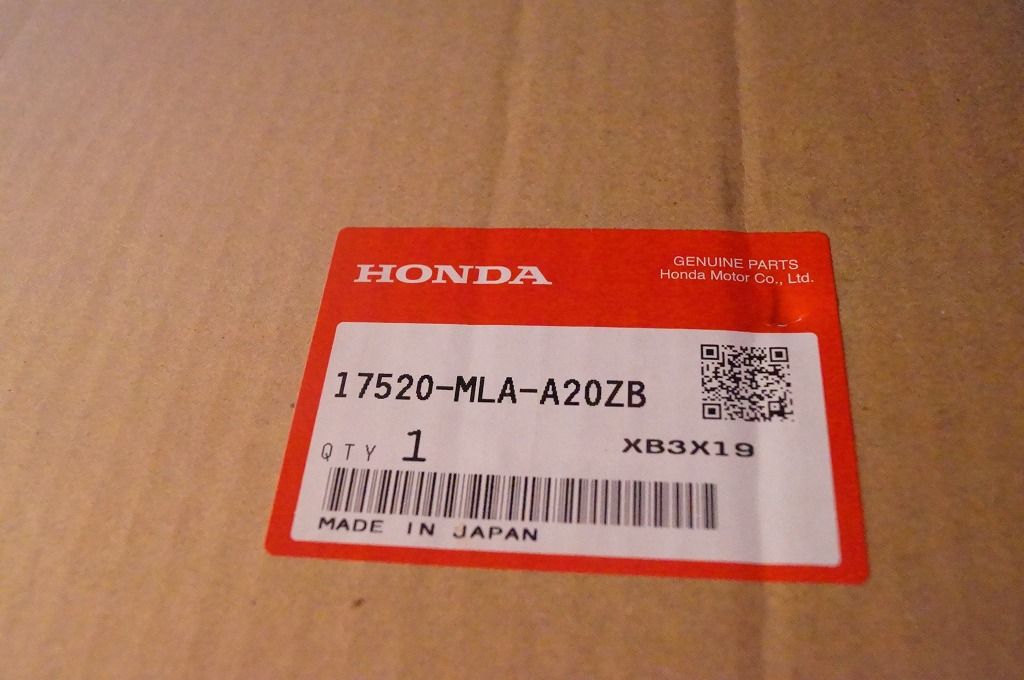 HONDA
GENUINE PARTS
Honda Motor Co., Ltd.
17520-MLA-A20ZB
QTY 1
XB3X19
MADE IN JAPAN